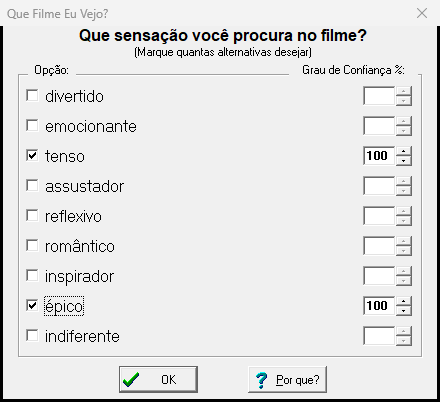 Que Filme Eu Vejo?
Que sensação você procura no filme?
(Marque quantas alternativas desejar)
Opção: Grau de Confiança %:
divertido
emocionante
tenso 100
assustador
reflexivo
romântico
inspirador
épico 100
indiferente
OK Por que?